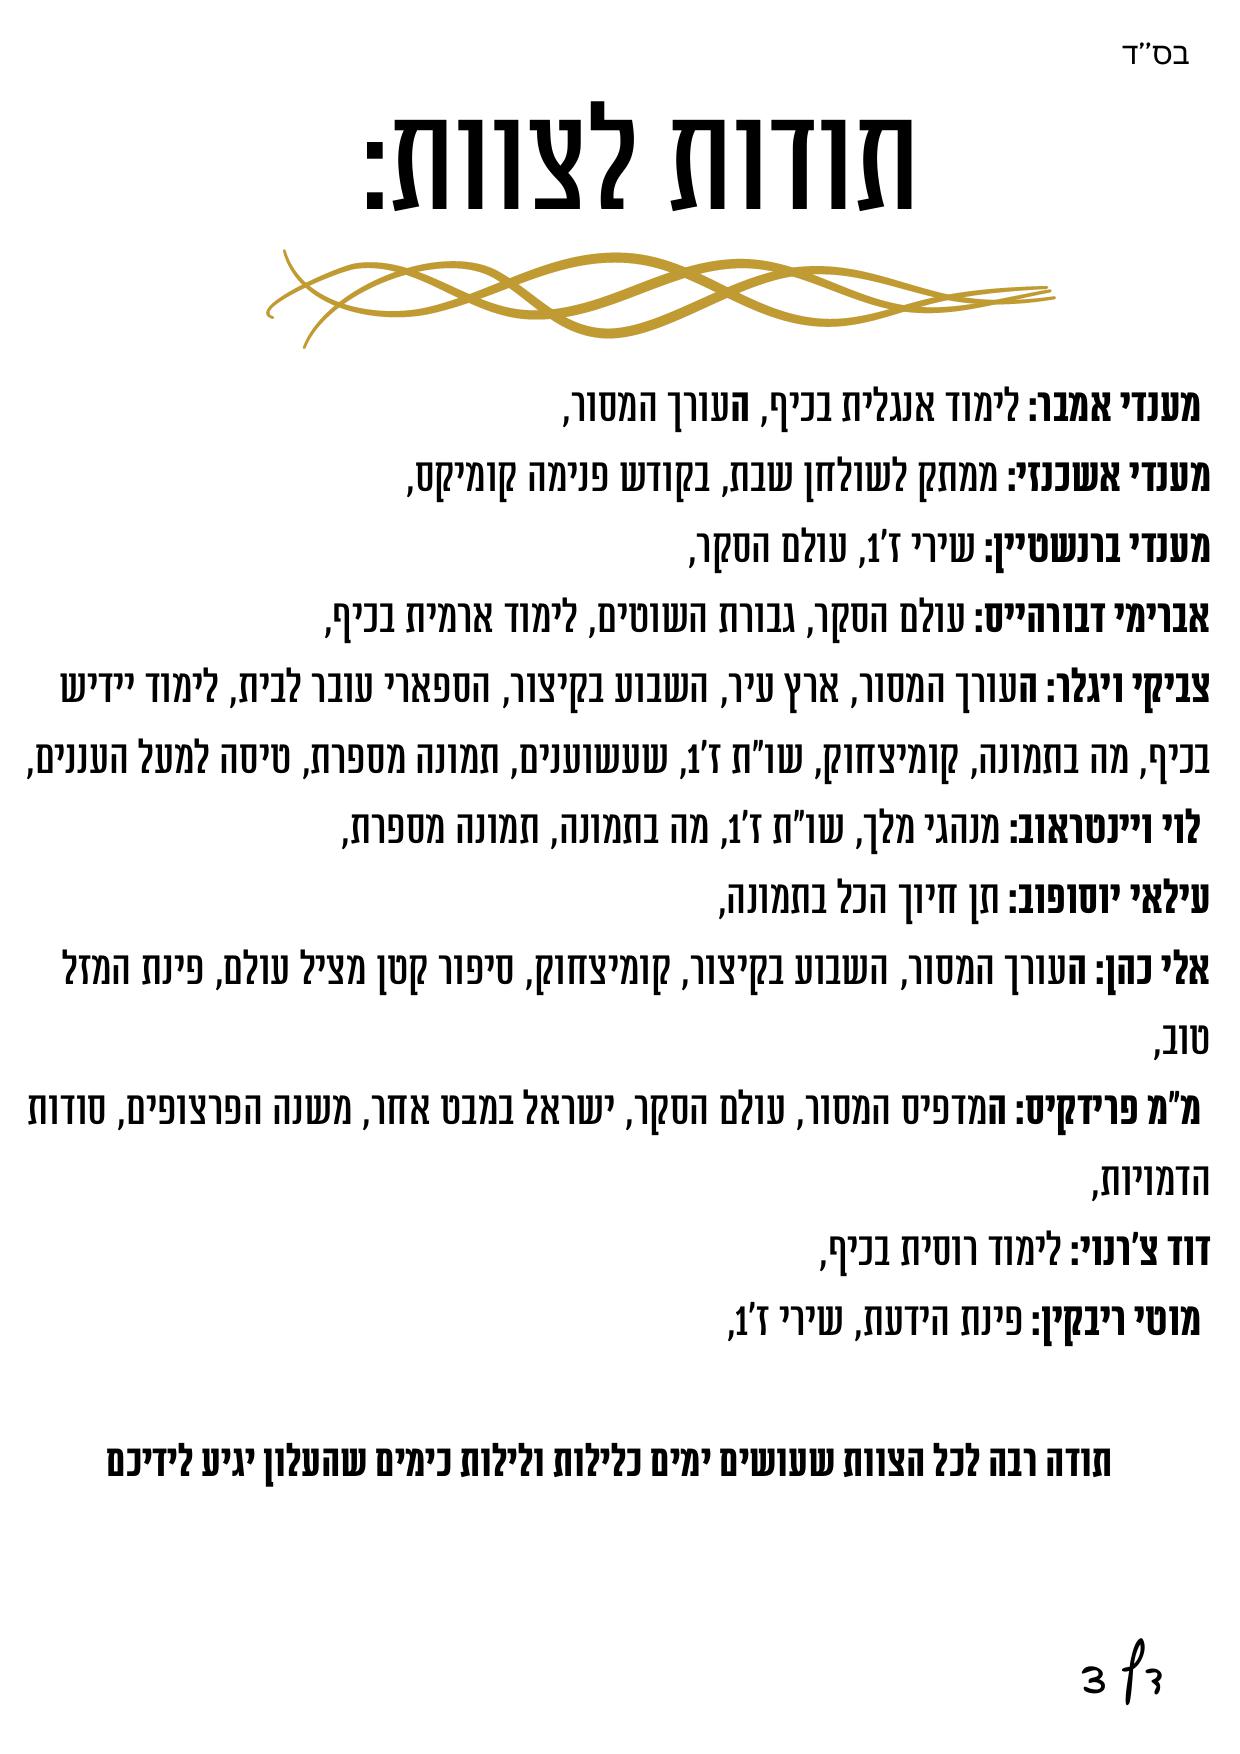 בס''ד
תודות לצוות:
מענדי אמבר: לימוד אנגלית בכיף, העורך המסור,
מענדי אשכנזי: ממתק לשולחן שבת, בקודש פנימה קומיקס,
מענדי ברנשטיין: שירי ז'1, עולם הסקר,
אברימי דבורהייס: עולם הסקר, גבורת השוטים, לימוד ארמית בכיף,
צביקי ויגלר: העורך המסור, ארץ עיר, השבוע בקיצור, הספארי עובר לבית, לימוד יידיש
בכיף, מה בתמונה, קומיצחוק, שו"ת ז'1, שעשוענים, תמונה מספרת, טיסה למעל העננים,
לוי ויינטראוב: מנהגי מלך, שו"ת ז'1, מה בתמונה, תמונה מספרת,
עילאי יוסופוב: תן חיוך הכל בתמונה,
אלי כהן: העורך המסור, השבוע בקיצור, קומיצחוק, סיפור קטן מציל עולם, פינת המזל
טוב,
מ"מ פרידקיס: המדפיס המסור, עולם הסקר, ישראל במבט אחר, משנה הפרצופים, סודות
הדמויות,
דוד צ'רנוי: לימוד רוסית בכיף,
מוטי ריבקין: פינת הידעת, שירי ז'1,
תודה רבה לכל הצוות שעושים ימים כלילות ולילות כימים שהעלון יגיע לידיכם
דף 3